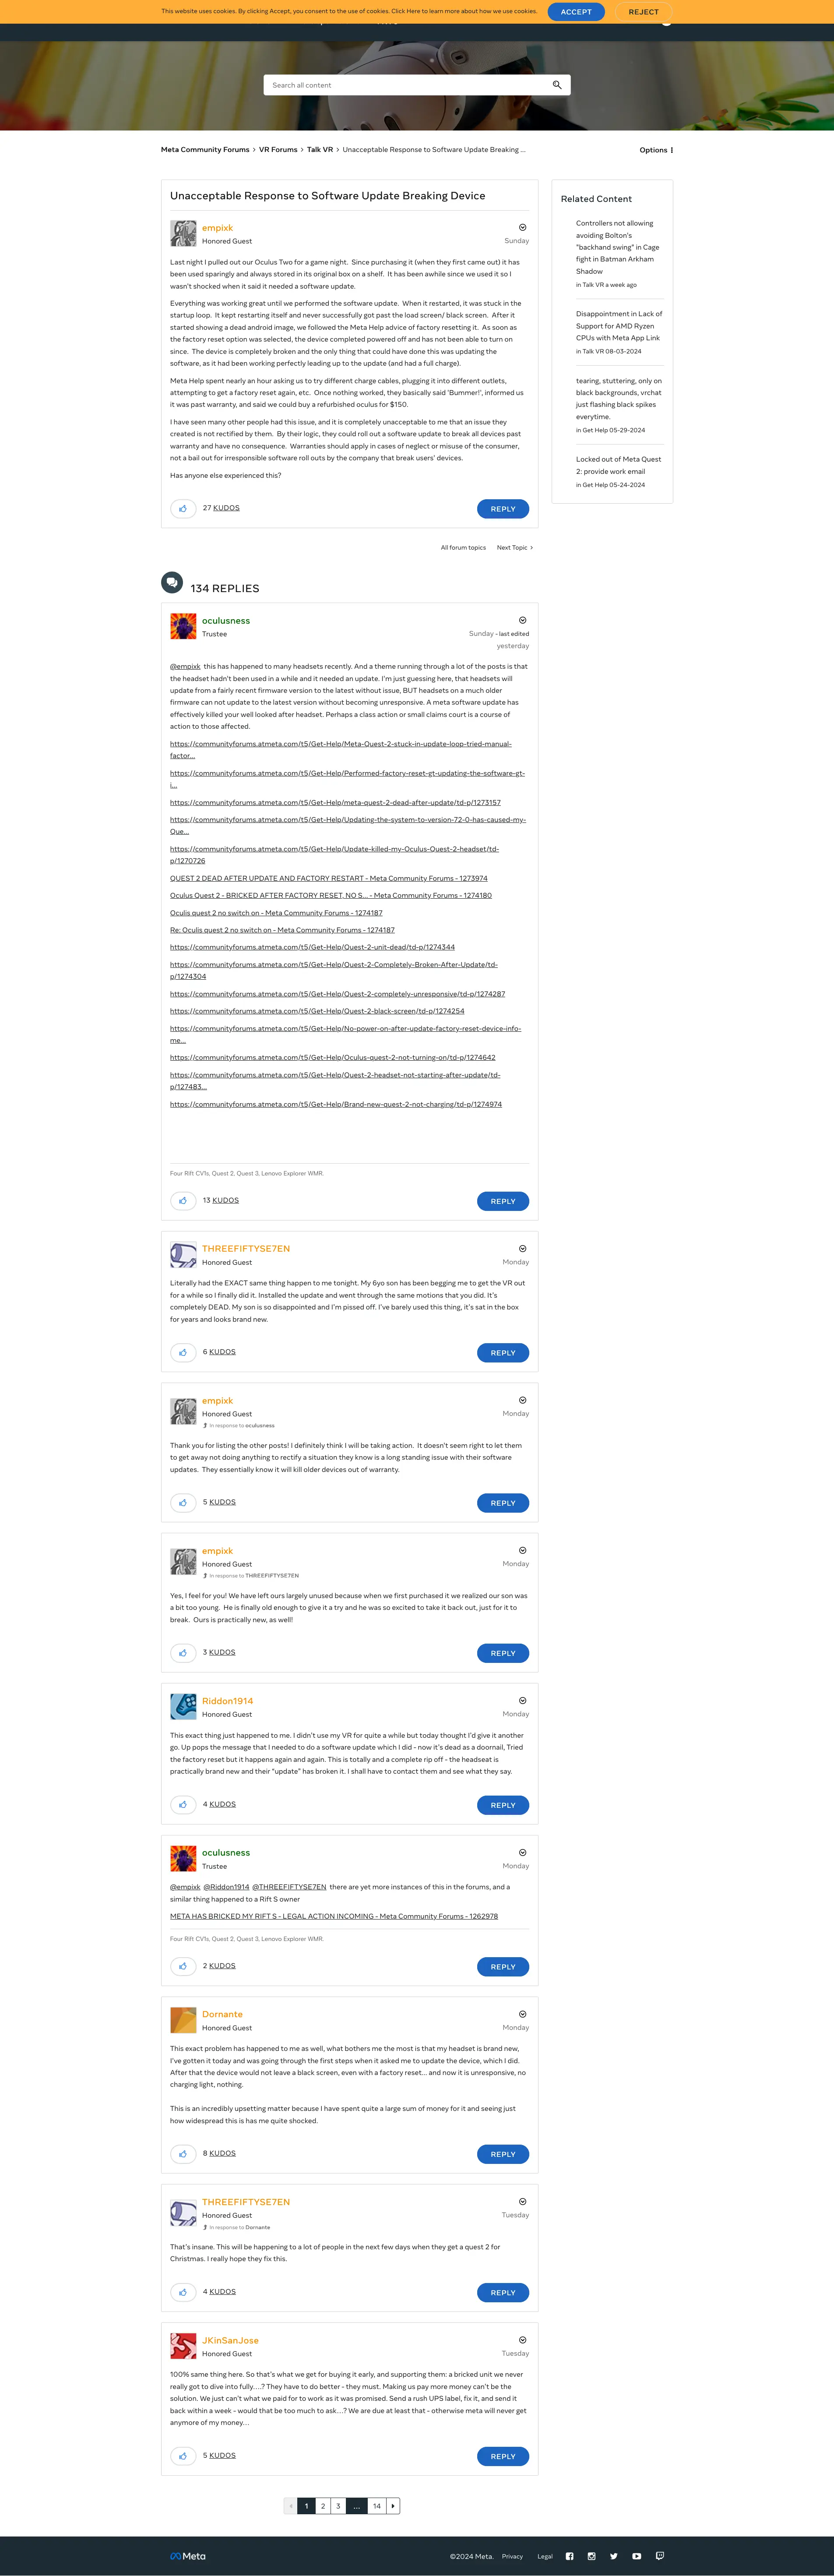 This website uses cookies. By clicking Accept, you consent to the use of cookies. Click Here to learn more about how we use cookies.
ACCEPT
REJECT
Search all content
Meta Community Forums > VR Forums > Talk VR > Unacceptable Response to Software Update Breaking ...
Options
Unacceptable Response to Software Update Breaking Device
empixk
Honored Guest
Sunday
Last night I pulled out our Oculus Two for a game night.  Since purchasing it (when they first came out) it has
been used sparingly and always stored in its original box on a shelf.  It has been awhile since we used it so I
wasn't shocked when it said it needed a software update.
Everything was working great until we performed the software update.  When it restarted, it was stuck in the
startup loop.  It kept restarting itself and never successfully got past the load screen/ black screen.  After it
started showing a dead android image, we followed the Meta Help advice of factory resetting it.  As soon as
the factory reset option was selected, the device completed powered off and has not been able to turn on
since.  The device is completely broken and the only thing that could have done this was updating the
software, as it had been working perfectly leading up to the update (and had a full charge).
Meta Help spent nearly an hour asking us to try different charge cables, plugging it into different outlets,
attempting to get a factory reset again, etc.  Once nothing worked, they basically said 'Bummer!', informed us
it was past warranty, and said we could buy a refurbished oculus for $150.
I have seen many other people had this issue, and it is completely unacceptable to me that an issue they
created is not rectified by them.  By their logic, they could roll out a software update to break all devices past
warranty and have no consequence.  Warranties should apply in cases of neglect or misuse of the consumer,
not a bail out for irresponsible software roll outs by the company that break users' devices.
Has anyone else experienced this?
27 KUDOS
REPLY
All forum topics
Next Topic >
Related Content
Controllers not allowing
avoiding Bolton's
"backhand swing" in Cage
fight in Batman Arkham
Shadow
in Talk VR a week ago
Disappointment in Lack of
Support for AMD Ryzen
CPUs with Meta App Link
in Talk VR 08-03-2024
tearing, stuttering, only on
black backgrounds, vrchat
just flashing black spikes
everytime.
in Get Help 05-29-2024
Locked out of Meta Quest
2: provide work email
in Get Help 05-24-2024
134 REPLIES
oculusness
Trustee
Sunday - last edited
yesterday
@empixk  this has happened to many headsets recently. And a theme running through a lot of the posts is that
the headset hadn't been used in a while and it needed an update. I'm just guessing here, that headsets will
update from a fairly recent firmware version to the latest without issue, BUT headsets on a much older
firmware can not update to the latest version without becoming unresponsive. A meta software update has
effectively killed your well looked after headset. Perhaps a class action or small claims court is a course of
action to those affected.
https://communityforums.atmeta.com/t5/Get-Help/Meta-Quest-2-stuck-in-update-loop-tried-manual-
factor...
https://communityforums.atmeta.com/t5/Get-Help/Performed-factory-reset-gt-updating-the-software-gt-
i...
https://communityforums.atmeta.com/t5/Get-Help/meta-quest-2-dead-after-update/td-p/1273157
https://communityforums.atmeta.com/t5/Get-Help/Updating-the-system-to-version-72-0-has-caused-my-
Que...
https://communityforums.atmeta.com/t5/Get-Help/Update-killed-my-Oculus-Quest-2-headset/td-
p/1270726
QUEST 2 DEAD AFTER UPDATE AND FACTORY RESTART - Meta Community Forums - 1273974
Oculus Quest 2 - BRICKED AFTER FACTORY RESET, NO S... - Meta Community Forums - 1274180
Oculis quest 2 no switch on - Meta Community Forums - 1274187
Re: Oculis quest 2 no switch on - Meta Community Forums - 1274187
https://communityforums.atmeta.com/t5/Get-Help/Quest-2-unit-dead/td-p/1274344
https://communityforums.atmeta.com/t5/Get-Help/Quest-2-Completely-Broken-After-Update/td-
p/1274304
https://communityforums.atmeta.com/t5/Get-Help/Quest-2-completely-unresponsive/td-p/1274287
https://communityforums.atmeta.com/t5/Get-Help/Quest-2-black-screen/td-p/1274254
https://communityforums.atmeta.com/t5/Get-Help/No-power-on-after-update-factory-reset-device-info-
me...
https://communityforums.atmeta.com/t5/Get-Help/Oculus-quest-2-not-turning-on/td-p/1274642
https://communityforums.atmeta.com/t5/Get-Help/Quest-2-headset-not-starting-after-update/td-
p/127483...
https://communityforums.atmeta.com/t5/Get-Help/Brand-new-quest-2-not-charging/td-p/1274974
Four Rift CV1s, Quest 2, Quest 3, Lenovo Explorer WMR.
13 KUDOS
REPLY
THREEFIFTYSE7EN
Honored Guest
Monday
Literally had the EXACT same thing happen to me tonight. My 6yo son has been begging me to get the VR out
for a while so I finally did it. Installed the update and went through the same motions that you did. It's
completely DEAD. My son is so disappointed and I'm pissed off. I've barely used this thing, it's sat in the box
for years and looks brand new.
6 KUDOS
REPLY
empixk
Honored Guest
In response to oculusness
Monday
Thank you for listing the other posts! I definitely think I will be taking action.  It doesn't seem right to let them
to get away not doing anything to rectify a situation they know is a long standing issue with their software
updates.  They essentially know it will kill older devices out of warranty.
5 KUDOS
REPLY
empixk
Honored Guest
In response to THREEFIFTYSE7EN
Monday
Yes, I feel for you! We have left ours largely unused because when we first purchased it we realized our son was
a bit too young.  He is finally old enough to give it a try and he was so excited to take it back out, just for it to
break.  Ours is practically new, as well!
3 KUDOS
REPLY
Riddon1914
Honored Guest
Monday
This exact thing just happened to me. I didn't use my VR for quite a while but today thought I'd give it another
go. Up pops the message that I needed to do a software update which I did - now it's dead as a doornail, Tried
the factory reset but it happens again and again. This is totally and a complete rip off - the headseat is
practically brand new and their "update" has broken it. I shall have to contact them and see what they say.
4 KUDOS
REPLY
oculusness
Trustee
Monday
@empixk  @Riddon1914  @THREEFIFTYSE7EN  there are yet more instances of this in the forums, and a
similar thing happened to a Rift S owner
META HAS BRICKED MY RIFT S - LEGAL ACTION INCOMING - Meta Community Forums - 1262978
Four Rift CV1s, Quest 2, Quest 3, Lenovo Explorer WMR.
2 KUDOS
REPLY
Dornante
Honored Guest
Monday
This exact problem has happened to me as well, what bothers me the most is that my headset is brand new,
I've gotten it today and was going through the first steps when it asked me to update the device, which I did.
After that the device would not leave a black screen, even with a factory reset... and now it is unresponsive, no
charging light, nothing.
This is an incredibly upsetting matter because I have spent quite a large sum of money for it and seeing just
how widespread this is has me quite shocked.
8 KUDOS
REPLY
THREEFIFTYSE7EN
Honored Guest
In response to Dornante
Tuesday
That's insane. This will be happening to a lot of people in the next few days when they get a quest 2 for
Christmas. I really hope they fix this.
4 KUDOS
REPLY
JKinSanJose
Honored Guest
Tuesday
100% same thing here. So that's what we get for buying it early, and supporting them: a bricked unit we never
really got to dive into fully….? They have to do better - they must. Making us pay more money can't be the
solution. We just can't what we paid for to work as it was promised. Send a rush UPS label, fix it, and send it
back within a week - would that be too much to ask…? We are due at least that - otherwise meta will never get
anymore of my money…
5 KUDOS
REPLY
1 2 3 … 14
Meta
©2024 Meta.
Privacy
Legal